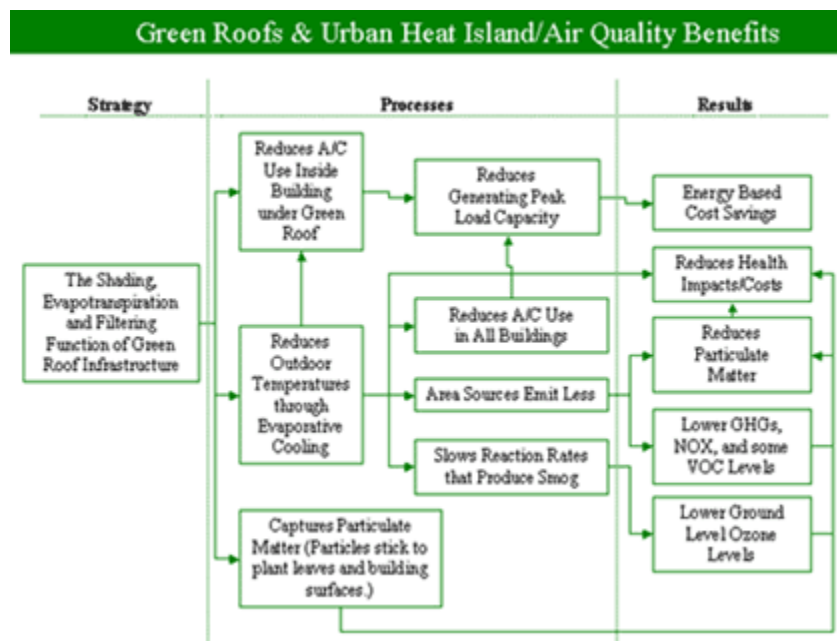 Green Roofs & Urban Heat Island/Air Quality Benefits
Strategy
Processes
Results
The Shading,
Evapotranspiration
and Filtering
Function of Green
Roof Infrastructure
Reduces A/C
Use Inside
Building
under Green
Roof
Reduces
Outdoor
Temperatures
through
Evaporative
Cooling
Captures Particulate
Matter (Particles stick to
plant leaves and building
surfaces.)
Reduces
Generating Peak
Load Capacity
Reduces A/C Use
in All Buildings
Area Sources Emit Less
Slows Reaction Rates
that Produce Smog
Energy Based
Cost Savings
Reduces Health
Impacts/Costs
Reduces
Particulate
Matter
Lower GHGs,
NOX, and some
VOC Levels
Lower Ground
Level Ozone
Levels